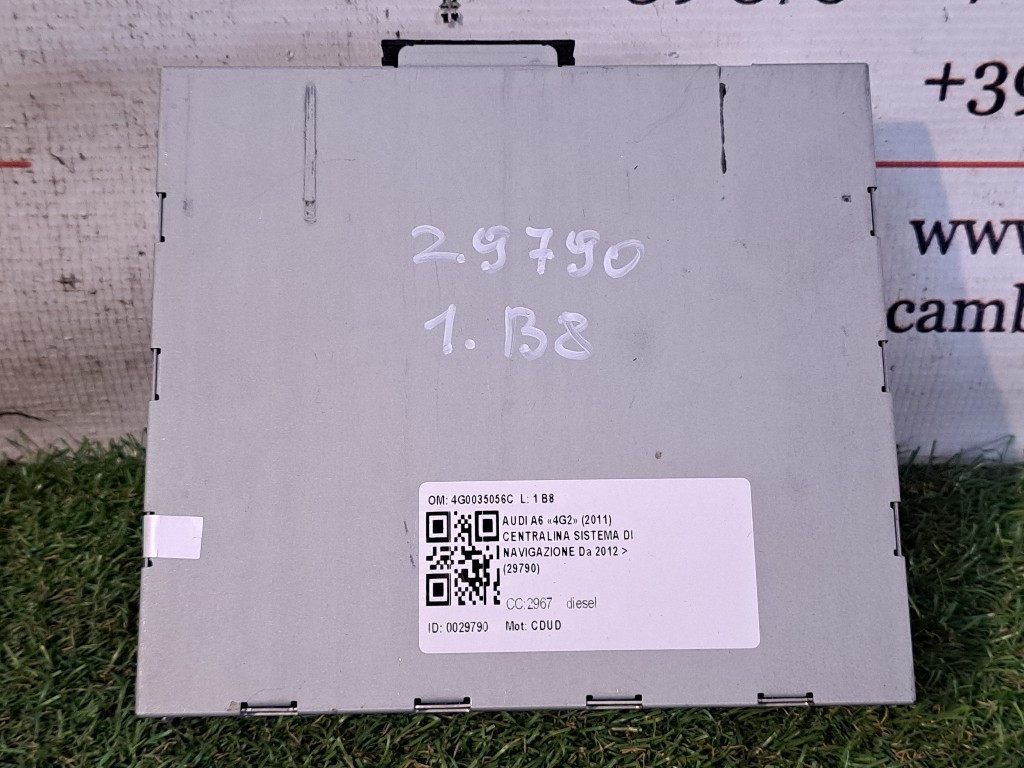 +39
www
camb
29790
1. B8
OM: 4G0035056C L: 1 B8
AUDI A6 «4G2» (2011)
CENTRALINA SISTEMA DI
NAVIGAZIONE Da 2012 >
(29790)
CC:2967 diesel
ID: 0029790 Mot: CDUD